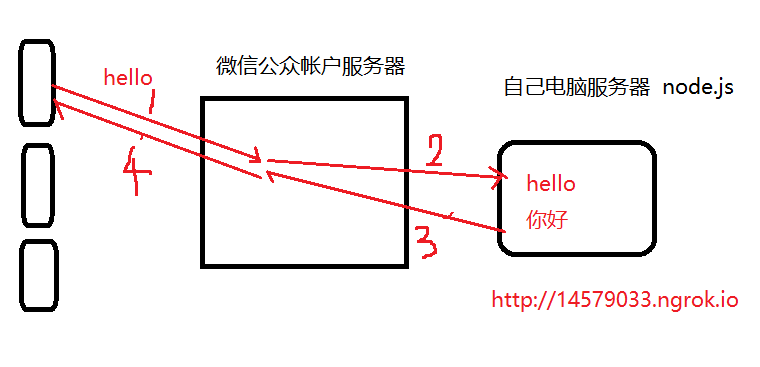 微信公众帐户服务器
自己电脑服务器 node.js
hello
1
2
4
3
hello
你好
http://14579033.ngrok.io